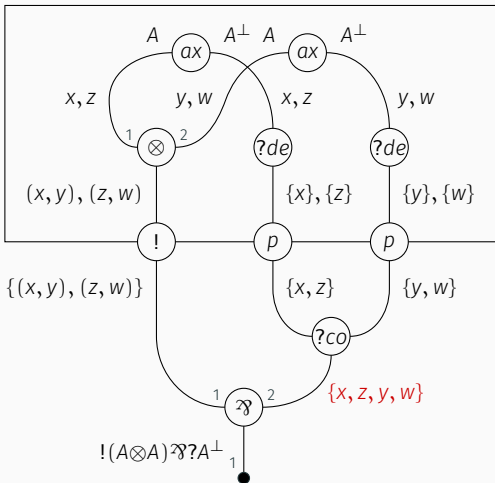 A ax A⊥ A ax A⊥
x, z y, w x, z y, w
1 ⊗ 2 ?de ?de
(x, y), (z, w) {x}, {z} {y}, {w}
! p p
{(x, y), (z, w)} {x, z} {y, w}
?co
1 ⅋ 2 {x, z, y, w}
!(A⊗A)⅋?A⊥ 1